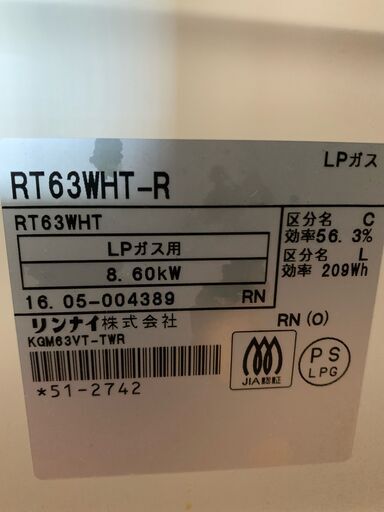 LPガス
RT63WHT-R
RT63WHT
LPガス用
8.60kW
16.05-004389 RN
区分名 C
効率56.3%
区分名 L
効率 209Wh
リンナイ株式会社
RN(O)
KGM63VT-TWR
*51-2742
JIA認証
PS
LPG